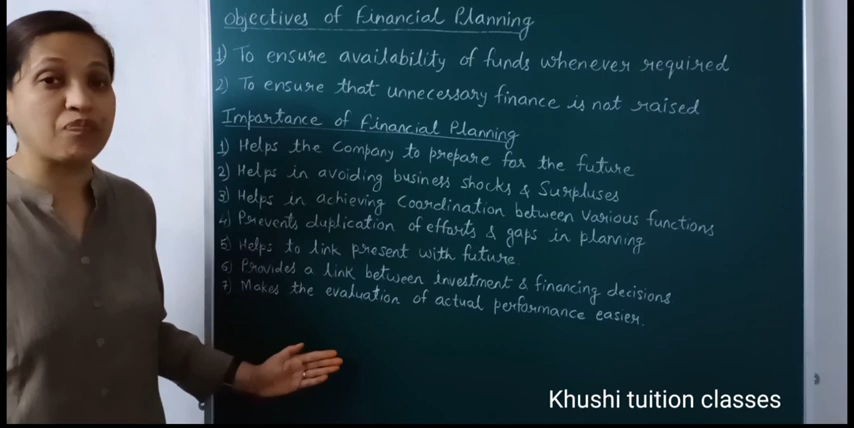 Objectives of Financial Planning
1) To ensure availability of funds whenever required
2) To ensure that unnecessary finance is not raised
Importance of Financial Planning
1) Helps the Company to prepare for the future
2) Helps in avoiding business shocks & Surpluses
3) Helps in achieving Coordination between various functions
4) Prevents duplication of efforts & gaps in planning
5) Helps to link present with future.
6) Provides a link between investment & financing decisions
7) Makes the evaluation of actual performance easier.
Khushi tuition classes